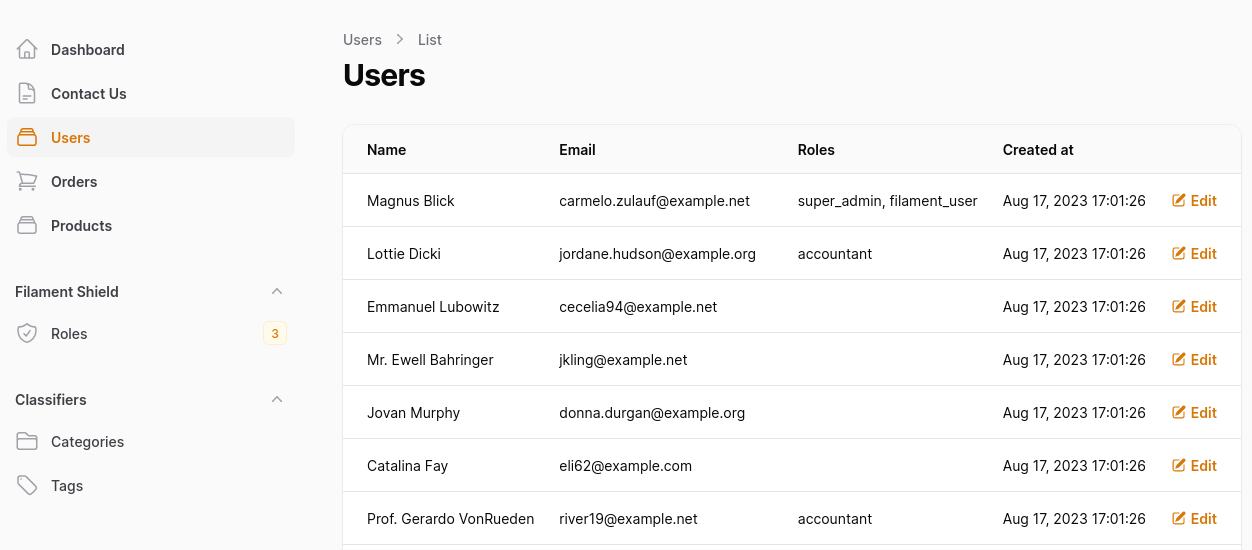 Dashboard
Contact Us
Users
Orders
Products
Filament Shield
Roles 3
Classifiers
Categories
Tags
Users > List
Users
Name Email Roles Created at
Magnus Blick carmelo.zulauf@example.net super_admin, filament_user Aug 17, 2023 17:01:26 Edit
Lottie Dicki jordane.hudson@example.org accountant Aug 17, 2023 17:01:26 Edit
Emmanuel Lubowitz cecelia94@example.net Aug 17, 2023 17:01:26 Edit
Mr. Ewell Bahringer jkling@example.net Aug 17, 2023 17:01:26 Edit
Jovan Murphy donna.durgan@example.org Aug 17, 2023 17:01:26 Edit
Catalina Fay eli62@example.com Aug 17, 2023 17:01:26 Edit
Prof. Gerardo VonRueden river19@example.net accountant Aug 17, 2023 17:01:26 Edit